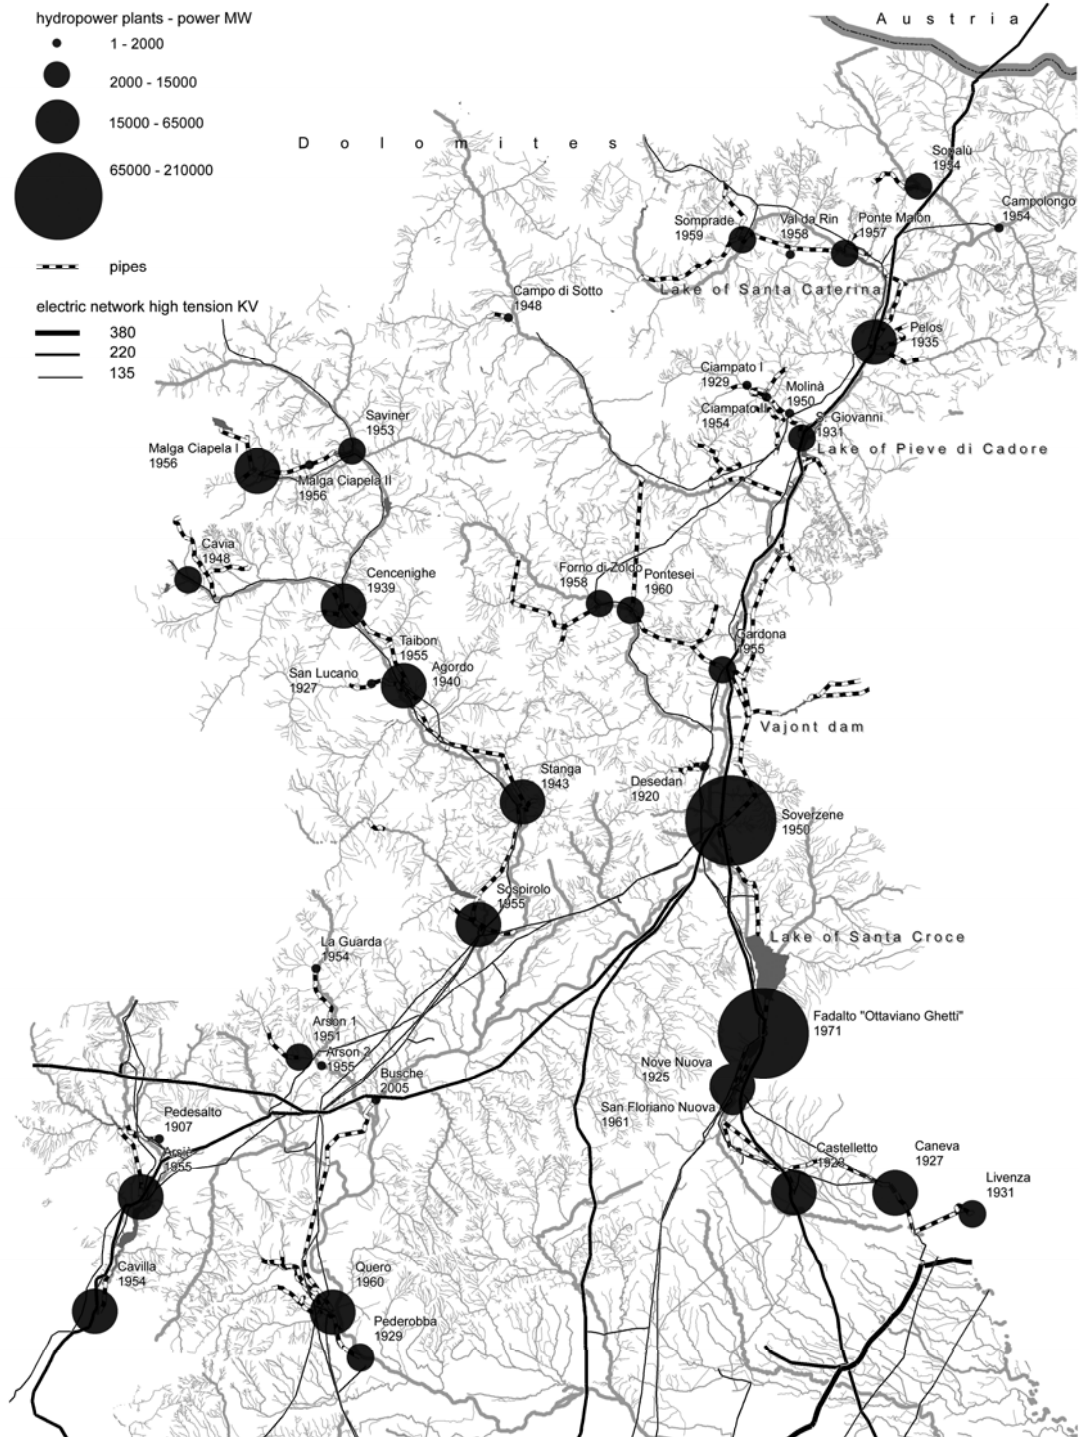 hydropower plants - power MW
1 - 2000
2000 - 15000
15000 - 65000
65000 - 210000
pipes
electric network high tension KV
380
220
135
Austria
Dolomites
Sopalù
1954
Campolongo
1954
Somprade
1959
Val da Rin
1958
Ponte Malon
1957
Lake of Santa Caterina
Campo di Sotto
1948
Pelos
1935
Ciampato I
1929
Molinà
1950
Ciampato II
1954
S. Giovanni
1931
Lake of Pieve di Cadore
Saviner
1953
Malga Ciapela I
1956
Malga Ciapela II
1956
Cavia
1948
Cencenighe
1939
Forno di Zoldo
1958
Pontesei
1960
Gardona
1955
Taibon
1955
Agordo
1940
San Lucano
1927
Vajont dam
Stanga
1943
Desedan
1920
Soverzene
1950
Sospirolo
1955
La Guarda
1954
Lake of Santa Croce
Arson 1
1951
Arson 2
1955
Fadalto "Ottaviano Ghetti"
1971
Busche
2005
Nove Nuova
1925
San Floriano Nuova
1961
Pedesalto
1907
Arsiè
1955
Castelletto
Caneva
1927
Livenza
1931
Cavilla
1954
Quero
1960
Pederobba
1929